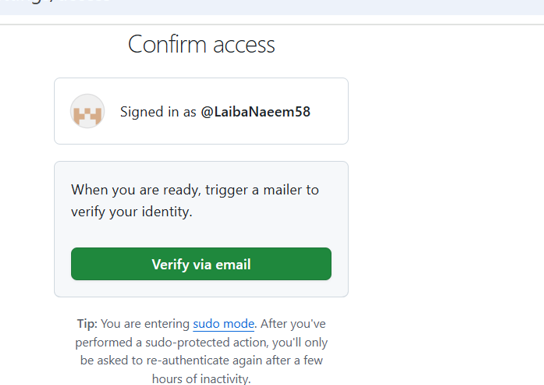 Confirm access
Signed in as @LaibaNaeem58
When you are ready, trigger a mailer to
verify your identity.
Verify via email
Tip: You are entering sudo mode. After you've
performed a sudo-protected action, you'll only
be asked to re-authenticate again after a few
hours of inactivity.